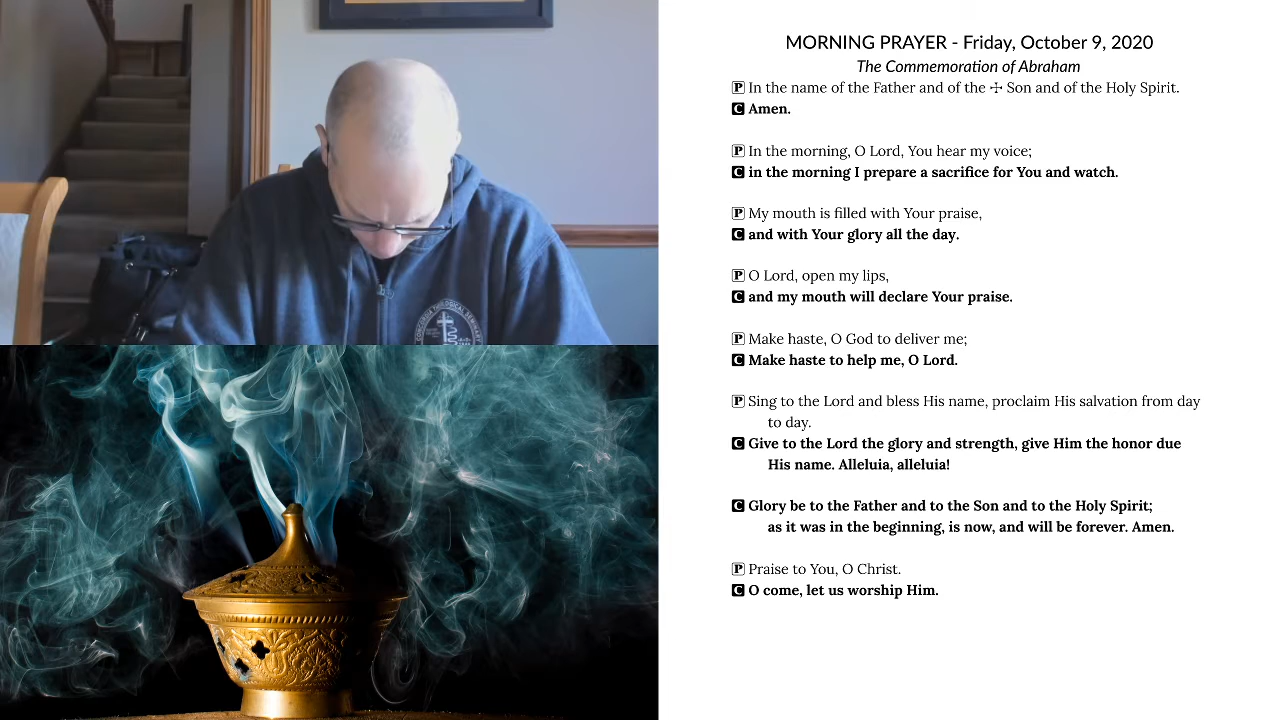 MORNING PRAYER - Friday, October 9, 2020
The Commemoration of Abraham
P In the name of the Father and of the ☩ Son and of the Holy Spirit.
C Amen.
P In the morning, O Lord, You hear my voice;
C in the morning I prepare a sacrifice for You and watch.
P My mouth is filled with Your praise,
C and with Your glory all the day.
P O Lord, open my lips,
C and my mouth will declare Your praise.
P Make haste, O God to deliver me;
C Make haste to help me, O Lord.
P Sing to the Lord and bless His name, proclaim His salvation from day
to day.
C Give to the Lord the glory and strength, give Him the honor due
His name. Alleluia, alleluia!
C Glory be to the Father and to the Son and to the Holy Spirit;
as it was in the beginning, is now, and will be forever. Amen.
P Praise to You, O Christ.
C O come, let us worship Him.
CONCORDIA THEOLOGICAL SEMINARY